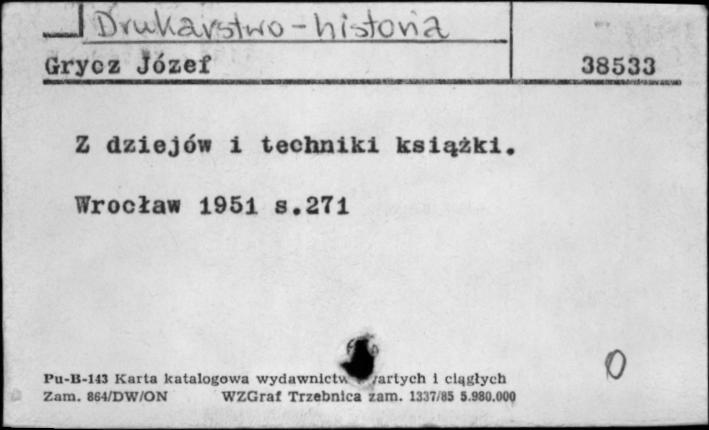 Drukarstwo - historia
Grycz Józef 38533
Z dziejów i techniki książki.
Wrocław 1951 s.271
0
Pu-B-143 Karta katalogowa wydawnictw zwartych i ciągłych
Zam. 864/DW/ON WZGraf Trzebnica zam. 1337/85 5.980.000